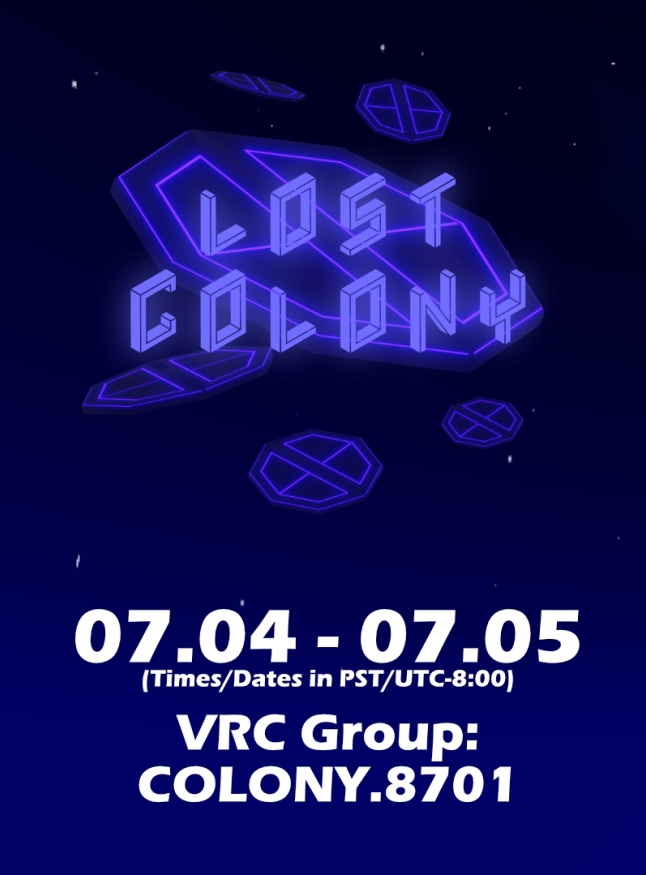 LOST
COLONY
07.04 - 07.05
(Times/Dates in PST/UTC-8:00)
VRC Group:
COLONY.8701